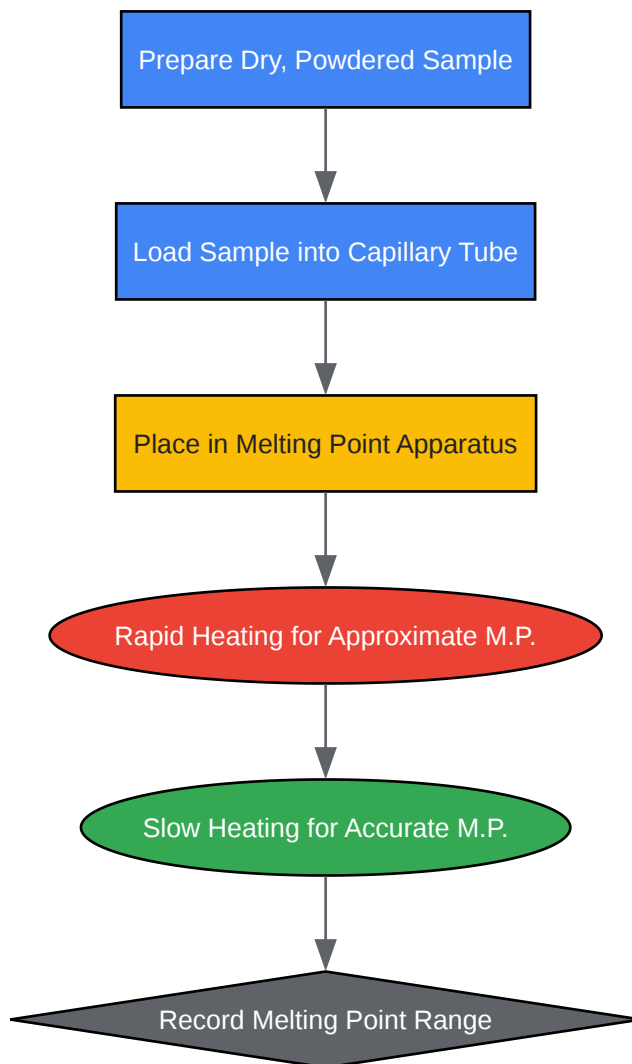 Prepare Dry, Powdered Sample
Load Sample into Capillary Tube
Place in Melting Point Apparatus
Rapid Heating for Approximate M.P.
Slow Heating for Accurate M.P.
Record Melting Point Range